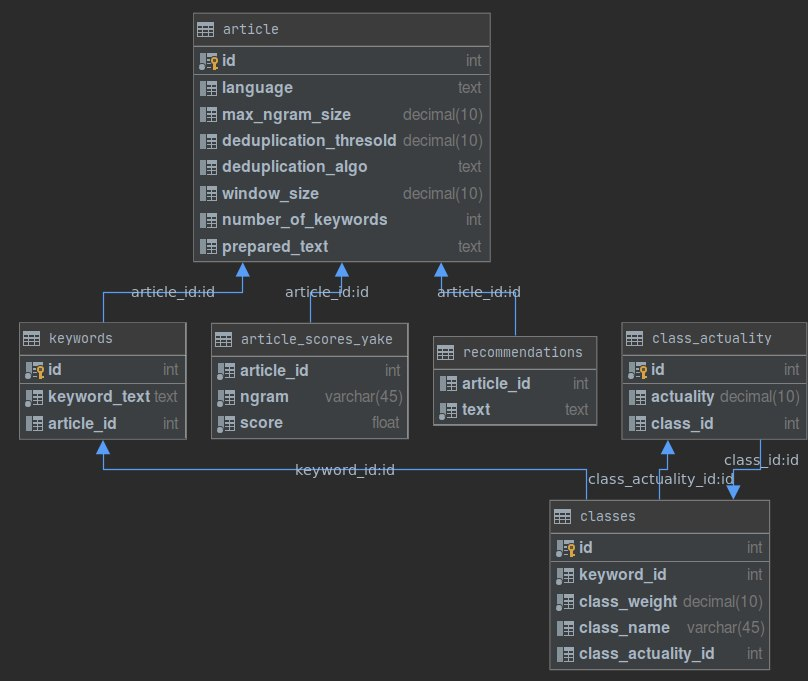 article
id int
language text
max_ngram_size decimal(10)
deduplication_thresold decimal(10)
deduplication_algo text
window_size decimal(10)
number_of_keywords int
prepared_text text
article_id:id article_id:id article_id:id
keywords
id int
keyword_text text
article_id int
article_scores_yake
article_id int
ngram varchar(45)
score float
recommendations
article_id int
text text
class_actuality
id int
actuality decimal(10)
class_id int
keyword_id:id
class_id:id
class_actuality_id:id
classes
id int
keyword_id int
class_weight decimal(10)
class_name varchar(45)
class_actuality_id int